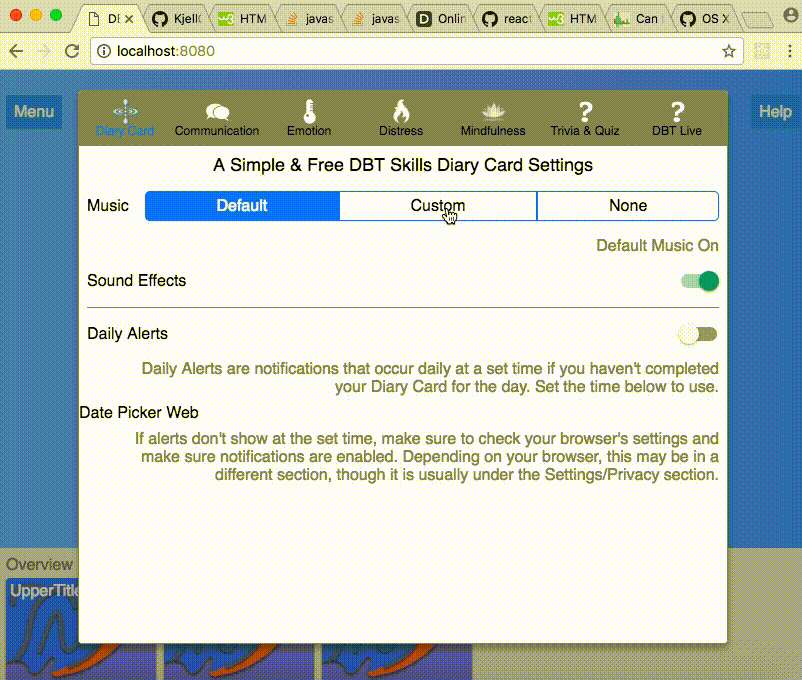 DE
KjellC
HTM
javas
javas
Onlin
react
HTM
Can
OS X
localhost:8080
Menu
Help
Diary Card
Communication
Emotion
Distress
Mindfulness
Trivia & Quiz
DBT Live
A Simple & Free DBT Skills Diary Card Settings
Music
Default
Custom
None
Default Music On
Sound Effects
Daily Alerts
Daily Alerts are notifications that occur daily at a set time if you haven't completed
your Diary Card for the day. Set the time below to use.
Date Picker Web
If alerts don't show at the set time, make sure to check your browser's settings and
make sure notifications are enabled. Depending on your browser, this may be in a
different section, though it is usually under the Settings/Privacy section.
Overview
UpperTitle